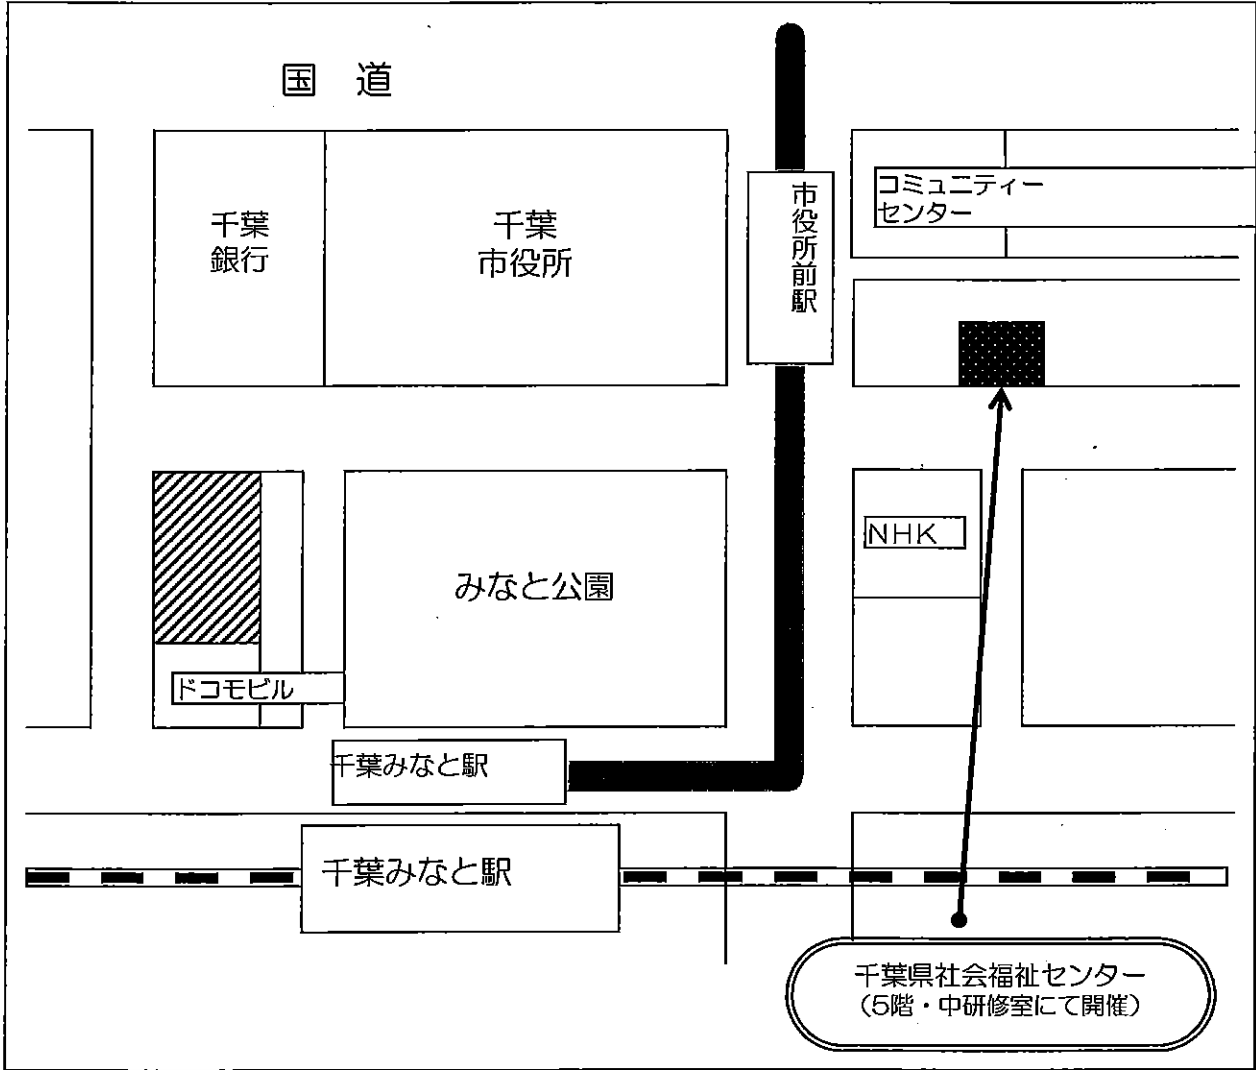 国　道
千葉
銀行
千葉
市役所
市役所前駅
コミュニティー
センター
NHK
みなと公園
ドコモビル
千葉みなと駅
千葉みなと駅
千葉県社会福祉センター
（5階・中研修室にて開催）